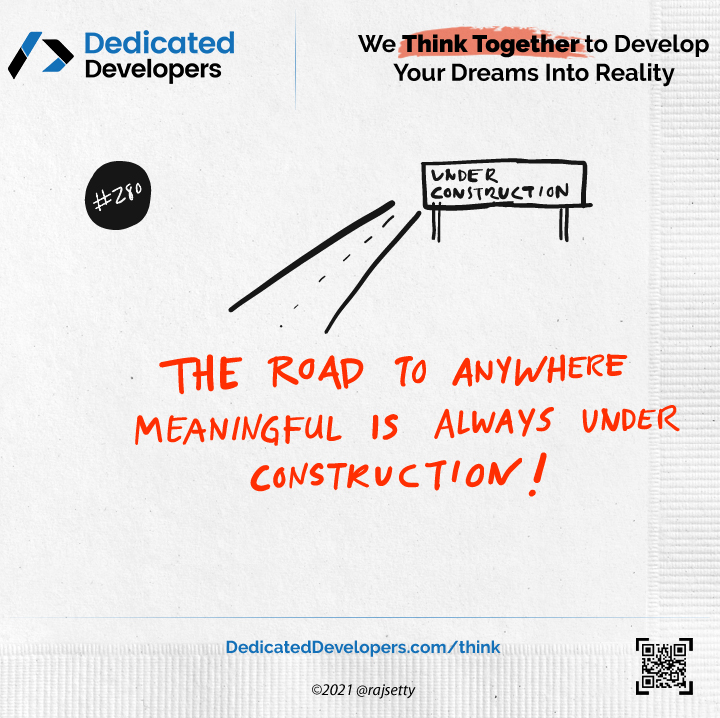 Dedicated
Developers
We Think Together to Develop
Your Dreams Into Reality
#280
UNDER
CONSTRUCTION
THE ROAD TO ANYWHERE
MEANINGFUL IS ALWAYS UNDER
CONSTRUCTION!
DedicatedDevelopers.com/think
©2021 @rajsetty